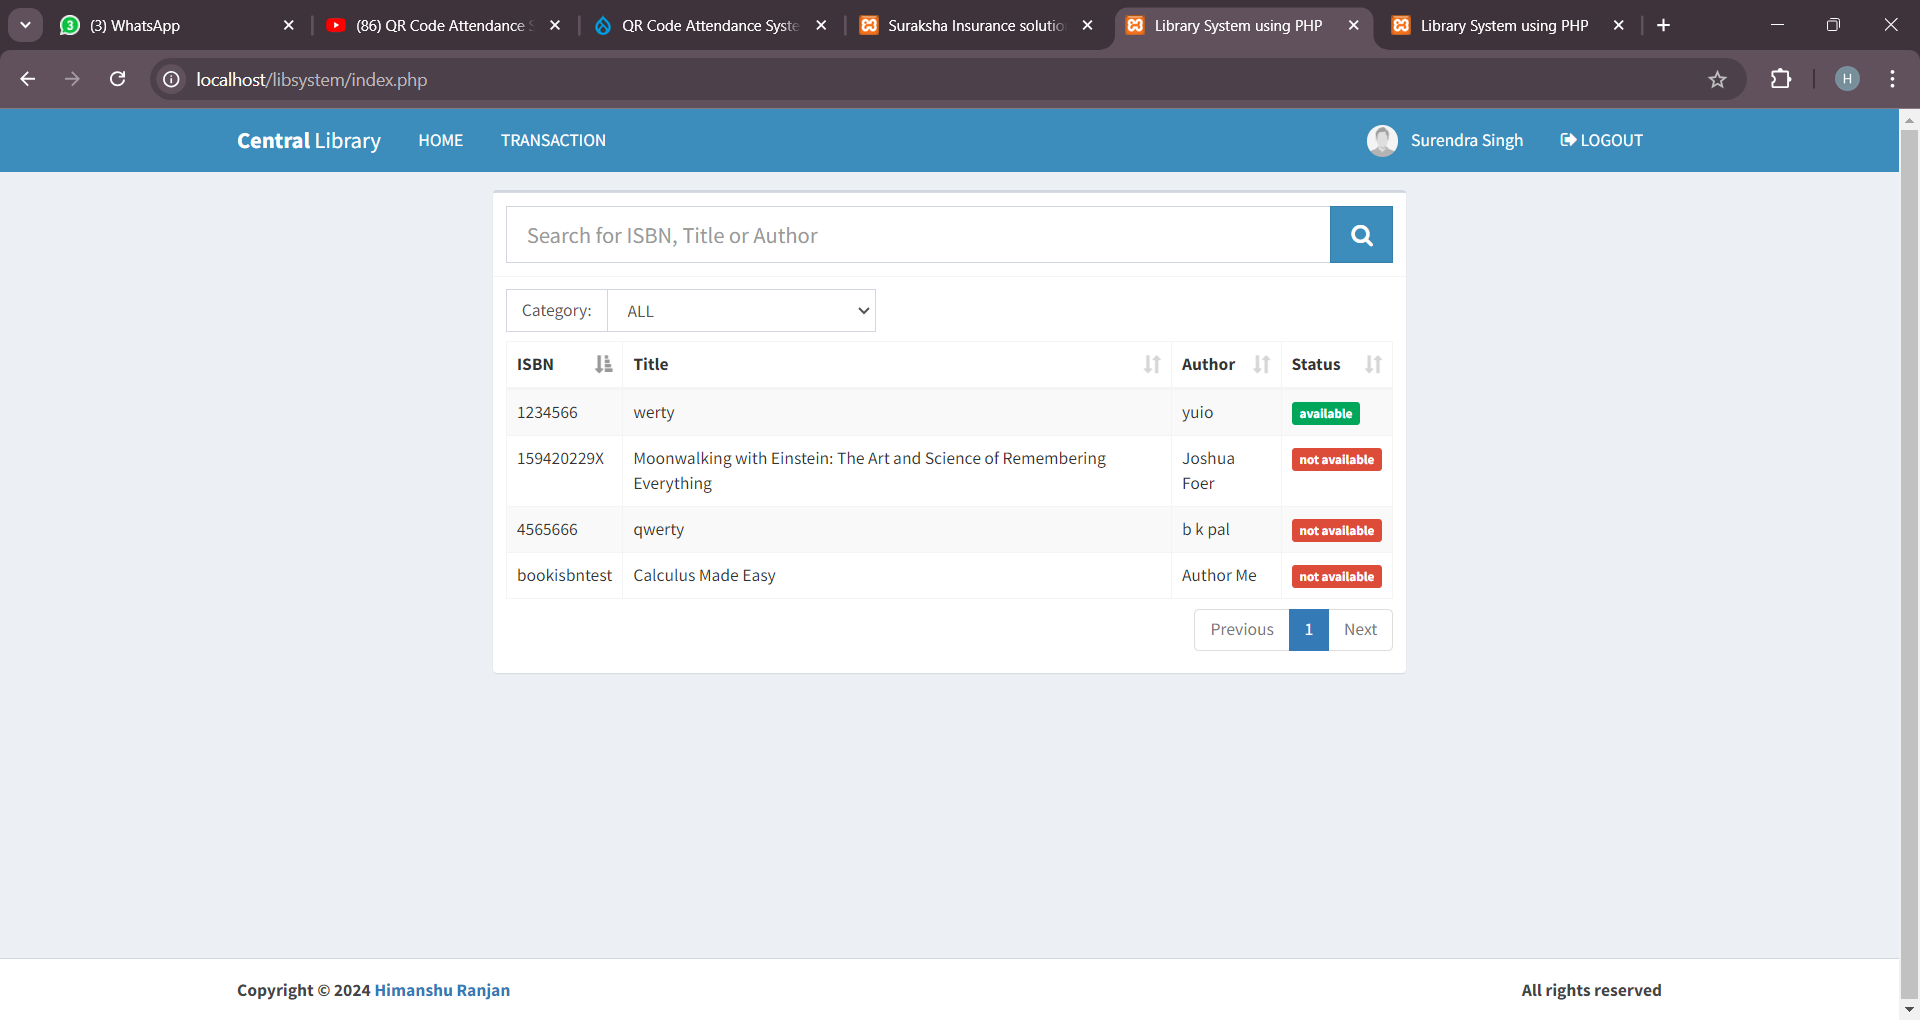 3 (3) WhatsApp
(86) QR Code Attendance S
QR Code Attendance Syste
Suraksha Insurance solutio
Library System using PHP
Library System using PHP
localhost/libsystem/index.php
H
Central Library HOME TRANSACTION Surendra Singh LOGOUT
Search for ISBN, Title or Author
Category: ALL
ISBN Title Author Status
1234566 werty yuio available
159420229X Moonwalking with Einstein: The Art and Science of Remembering Joshua not available
Everything Foer
4565666 qwerty b k pal not available
bookisbntest Calculus Made Easy Author Me not available
Previous 1 Next
Copyright © 2024 Himanshu Ranjan All rights reserved